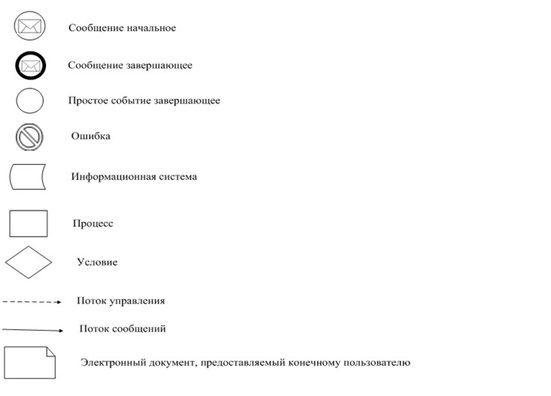 Сообщение начальное
Сообщение завершающее
Простое событие завершающее
Ошибка
Информационная система
Процесс
Условие
Поток управления
Поток сообщений
Электронный документ, предоставляемый конечному пользователю